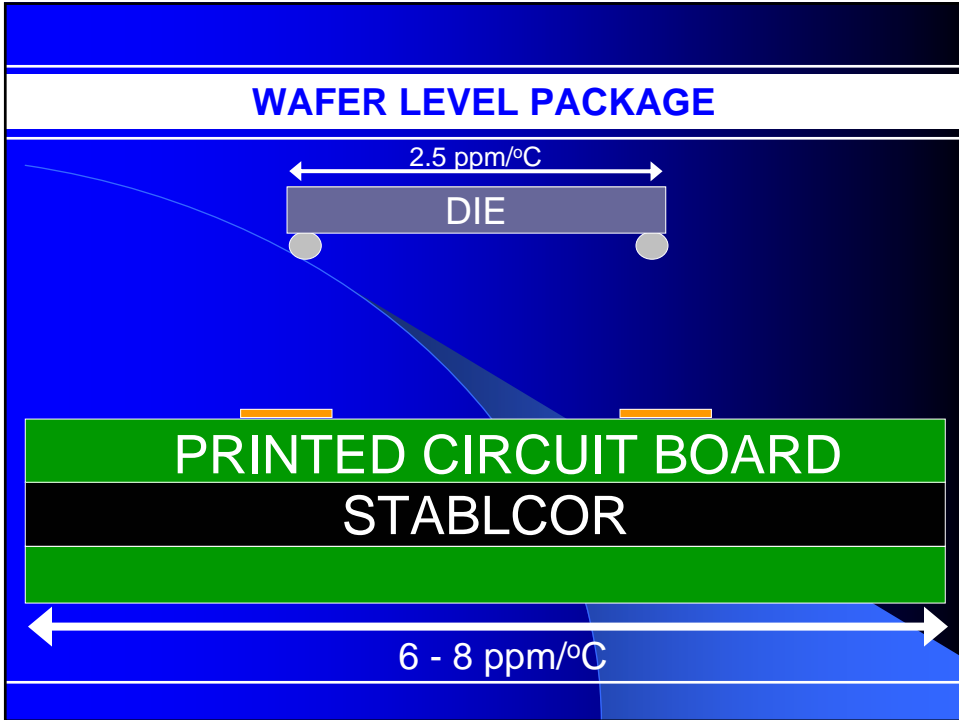 WAFER LEVEL PACKAGE
2.5 ppm/ºC
DIE
PRINTED CIRCUIT BOARD
STABLCOR
6 - 8 ppm/ºC